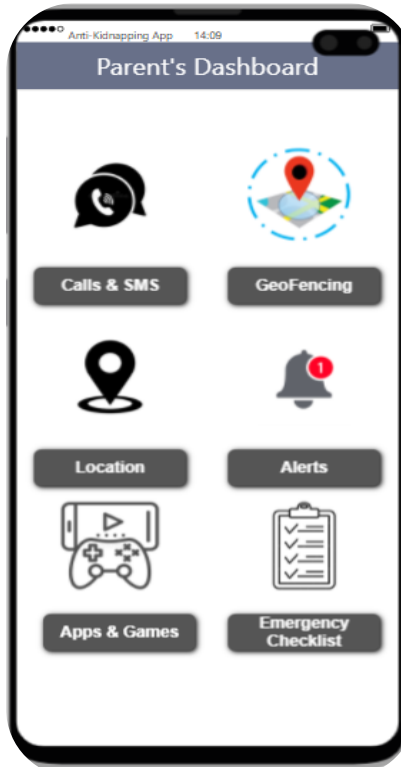 Anti-Kidnapping App 14:09
Parent's Dashboard
Calls & SMS GeoFencing
1
Location Alerts
Apps & Games Emergency
Checklist